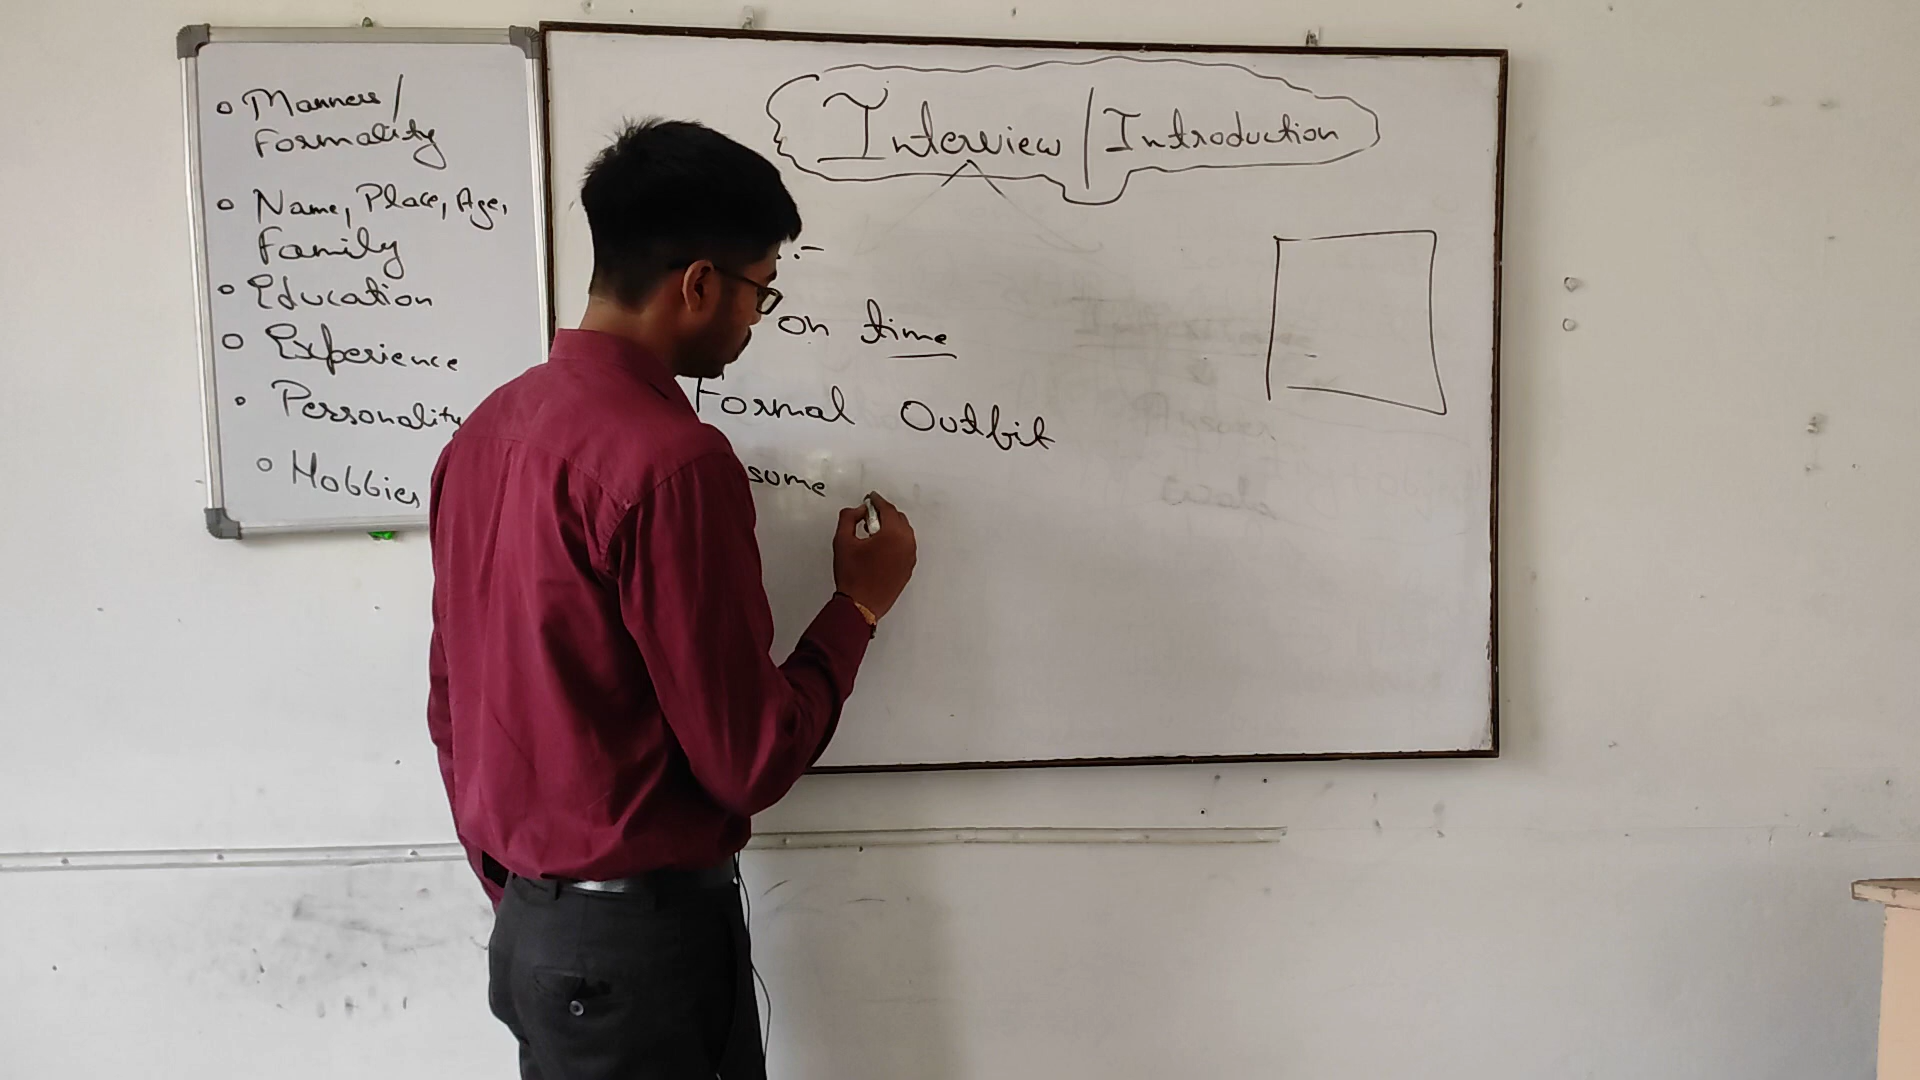 Manners/
Formality
Name, Place, Age,
Family
Education
Experience
Personality
Hobbies
Interview | Introduction
:-
on time
Formal Outfit
sume